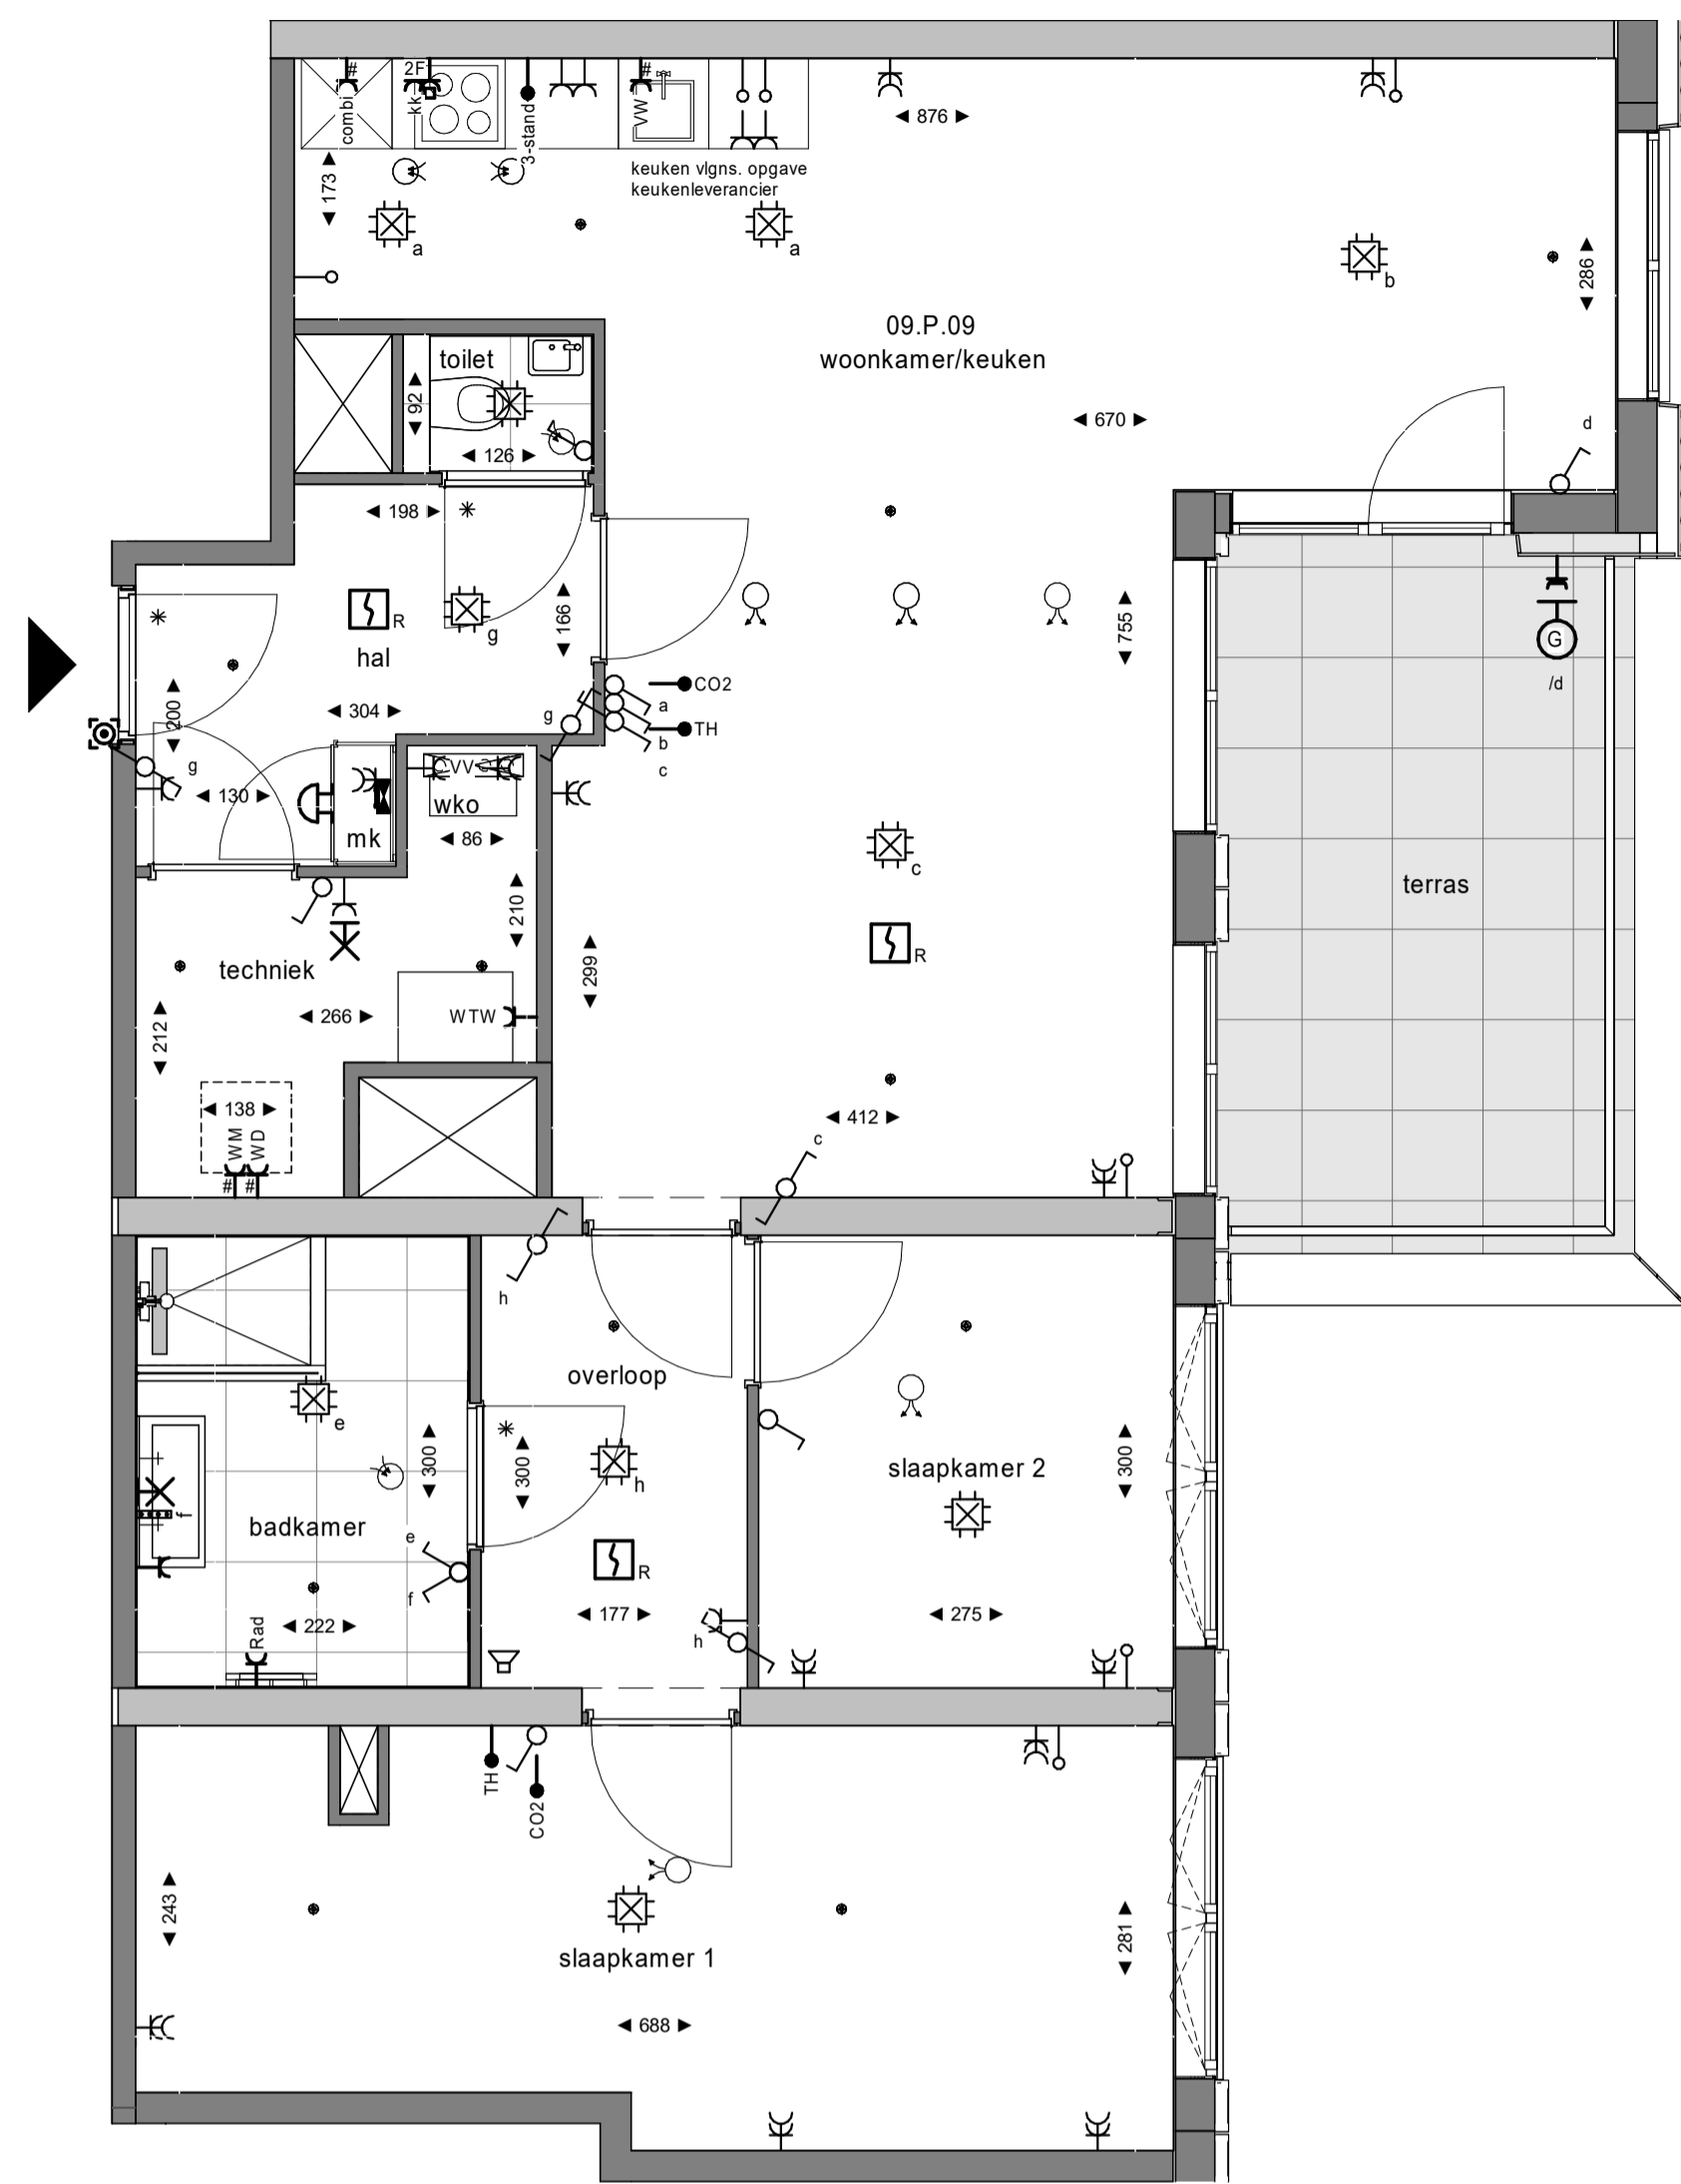 #
2F
#
combi
kk
3-stand
VW
◄ 876 ►
keuken vlgns. opgave
keukenleverancier
◄ 173 ►
a
a
b
◄ 286 ►
09.P.09
woonkamer/keuken
toilet
◄ 92 ►
◄ 126 ►
◄ 670 ►
d
◄ 198 ►
*
*
R
g
hal
◄ 166 ►
◄ 755 ►
G
/d
◄ 200 ►
◄ 304 ►
g
CO2
a
TH
b
c
g
◄ 130 ►
wko
mk
◄ 86 ►
c
terras
◄ 210 ►
R
◄ 299 ►
techniek
◄ 266 ►
WTW
◄ 212 ►
◄ 138 ►
WM
WD
#
#
◄ 412 ►
c
h
overloop
e
*
◄ 300 ►
◄ 300 ►
h
slaapkamer 2
◄ 300 ►
f
badkamer
e
f
R
◄ 177 ►
◄ 275 ►
◄ 222 ►
Rad
h
TH
CO2
◄ 243 ►
slaapkamer 1
◄ 281 ►
◄ 688 ►